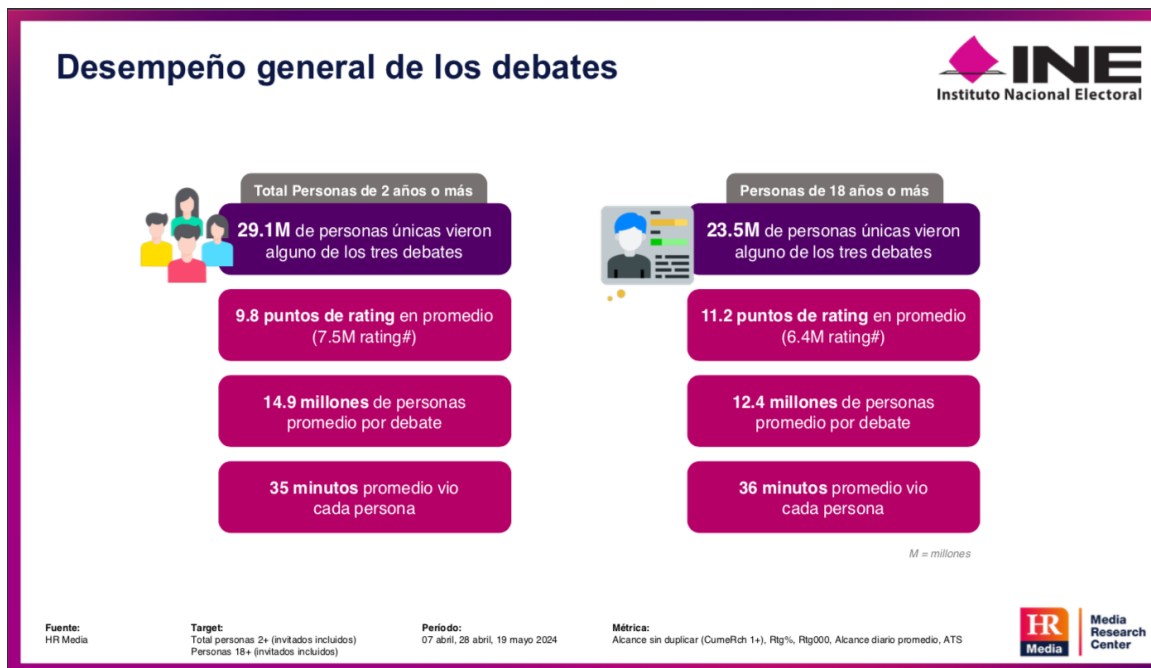 Desempeño general de los debates
INE
Instituto Nacional Electoral
Total Personas de 2 años o más
29.1M de personas únicas vieron
alguno de los tres debates
9.8 puntos de rating en promedio
(7.5M rating#)
14.9 millones de personas
promedio por debate
35 minutos promedio vio
cada persona
Personas de 18 años o más
23.5M de personas únicas vieron
alguno de los tres debates
11.2 puntos de rating en promedio
(6.4M rating#)
12.4 millones de personas
promedio por debate
36 minutos promedio vio
cada persona
M = millones
Fuente:
HR Media
Target:
Total personas 2+ (invitados incluidos)
Personas 18+ (invitados incluidos)
Período:
07 abril, 28 abril, 19 mayo 2024
Métrica:
Alcance sin duplicar (CumeRch 1+), Rtg%, Rtg000, Alcance diario promedio, ATS
HR
Media
Media
Research
Center